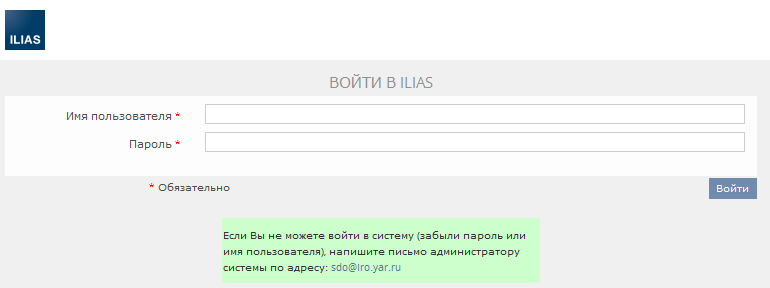 ILIAS
ВОЙТИ В ILIAS
Имя пользователя *
Пароль *
* Обязательно
Войти
Если Вы не можете войти в систему (забыли пароль или
имя пользователя), напишите письмо администратору
системы по адресу: sdo@iro.yar.ru